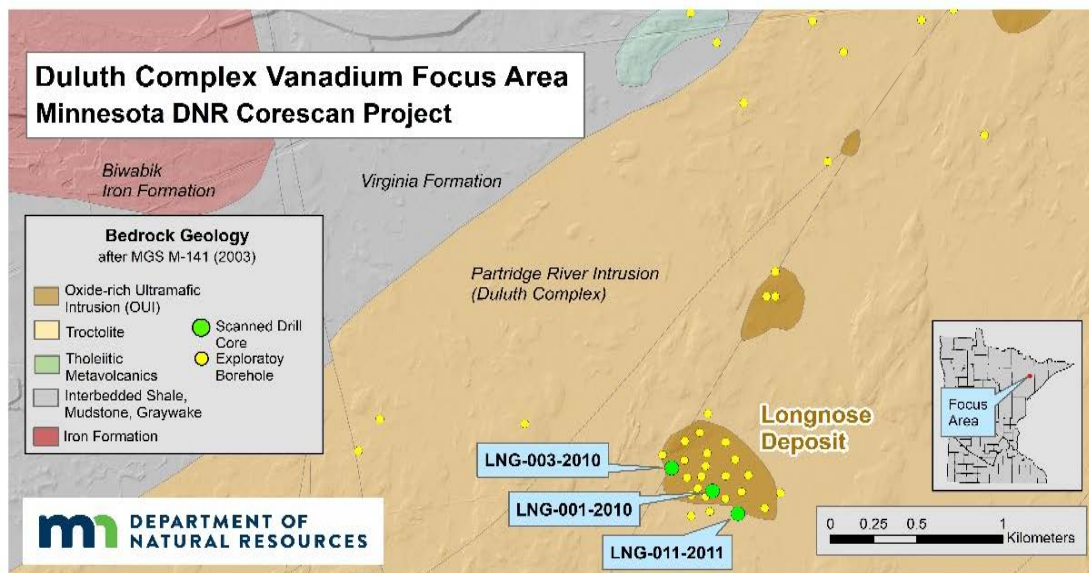 Duluth Complex Vanadium Focus Area
Minnesota DNR Corescan Project
Biwabik
Iron Formation
Virginia Formation
Bedrock Geology
after MGS M-141 (2003)
Oxide-rich Ultramafic
Intrusion (OUI)
Troctolite
Tholeiitic
Metavolcanics
Interbedded Shale,
Mudstone, Graywake
Iron Formation
Scanned Drill
Core
Exploratoy
Borehole
Partridge River Intrusion
(Duluth Complex)
Longnose
Deposit
LNG-003-2010
LNG-001-2010
LNG-011-2011
Focus
Area
0 0.25 0.5 1
Kilometers
mn DEPARTMENT OF
NATURAL RESOURCES